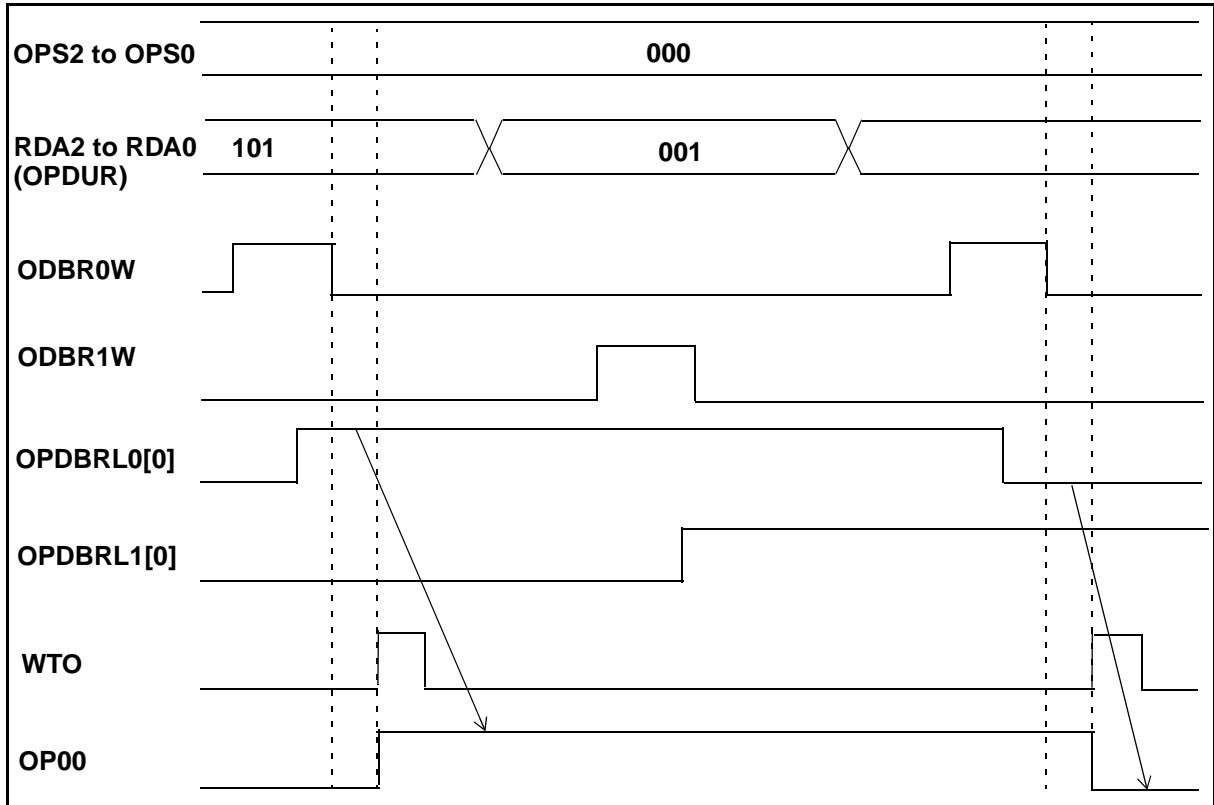 OPS2 to OPS0
000
RDA2 to RDA0
(OPDUR)
101
001
ODBR0W
ODBR1W
OPDBRL0[0]
OPDBRL1[0]
WTO
OP00